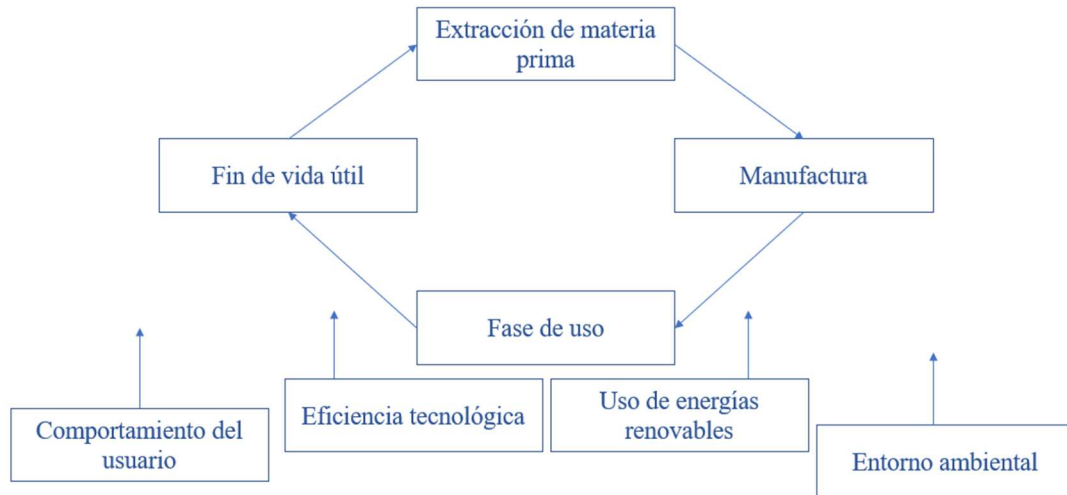 Extracción de materia
prima
Fin de vida útil
Manufactura
Fase de uso
Eficiencia tecnológica
Uso de energías
renovables
Comportamiento del
usuario
Entorno ambiental